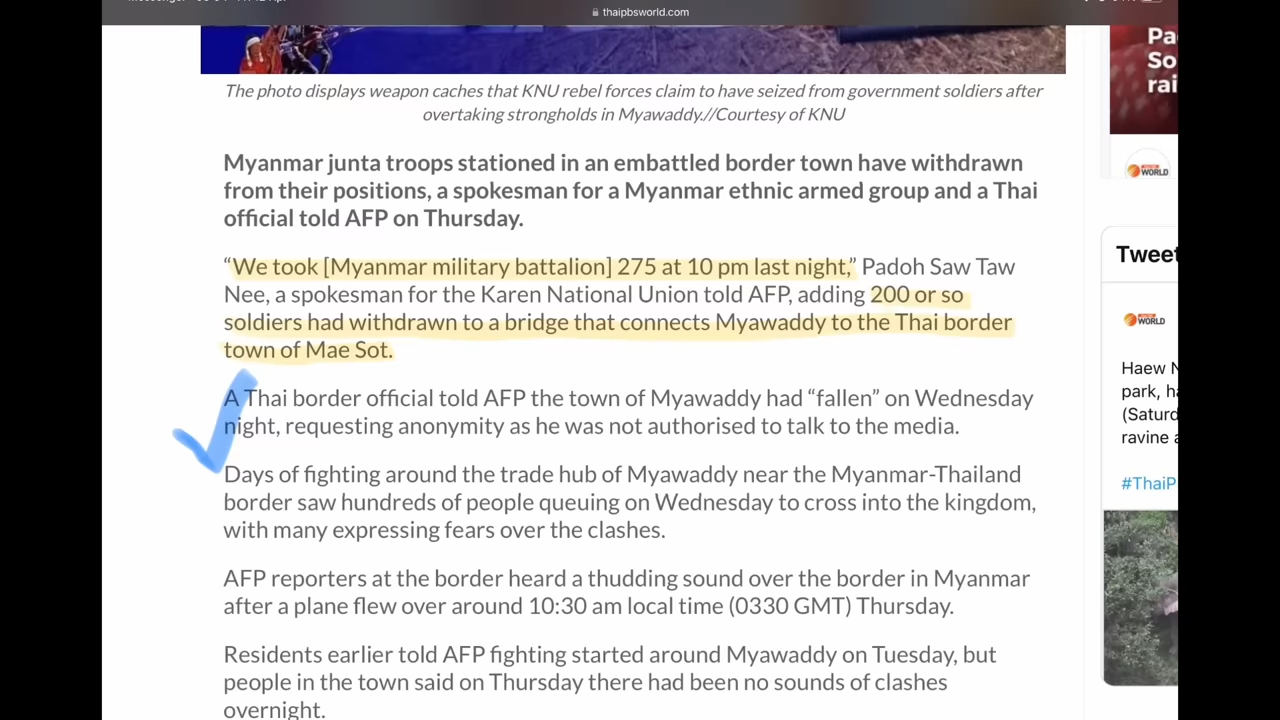 thaipbsworld.com
The photo displays weapon caches that KNU rebel forces claim to have seized from government soldiers after
overtaking strongholds in Myawaddy.//Courtesy of KNU
Myanmar junta troops stationed in an embattled border town have withdrawn
from their positions, a spokesman for a Myanmar ethnic armed group and a Thai
official told AFP on Thursday.
“We took [Myanmar military battalion] 275 at 10 pm last night,” Padoh Saw Taw
Nee, a spokesman for the Karen National Union told AFP, adding 200 or so
soldiers had withdrawn to a bridge that connects Myawaddy to the Thai border
town of Mae Sot.
A Thai border official told AFP the town of Myawaddy had “fallen” on Wednesday
night, requesting anonymity as he was not authorised to talk to the media.
Days of fighting around the trade hub of Myawaddy near the Myanmar-Thailand
border saw hundreds of people queuing on Wednesday to cross into the kingdom,
with many expressing fears over the clashes.
AFP reporters at the border heard a thudding sound over the border in Myanmar
after a plane flew over around 10:30 am local time (0330 GMT) Thursday.
Residents earlier told AFP fighting started around Myawaddy on Tuesday, but
people in the town said on Thursday there had been no sounds of clashes
overnight.
Pa
So
rai
WORLD
Tweet
WORLD
Haew N
park, ha
(Saturd
ravine a
#ThaiP